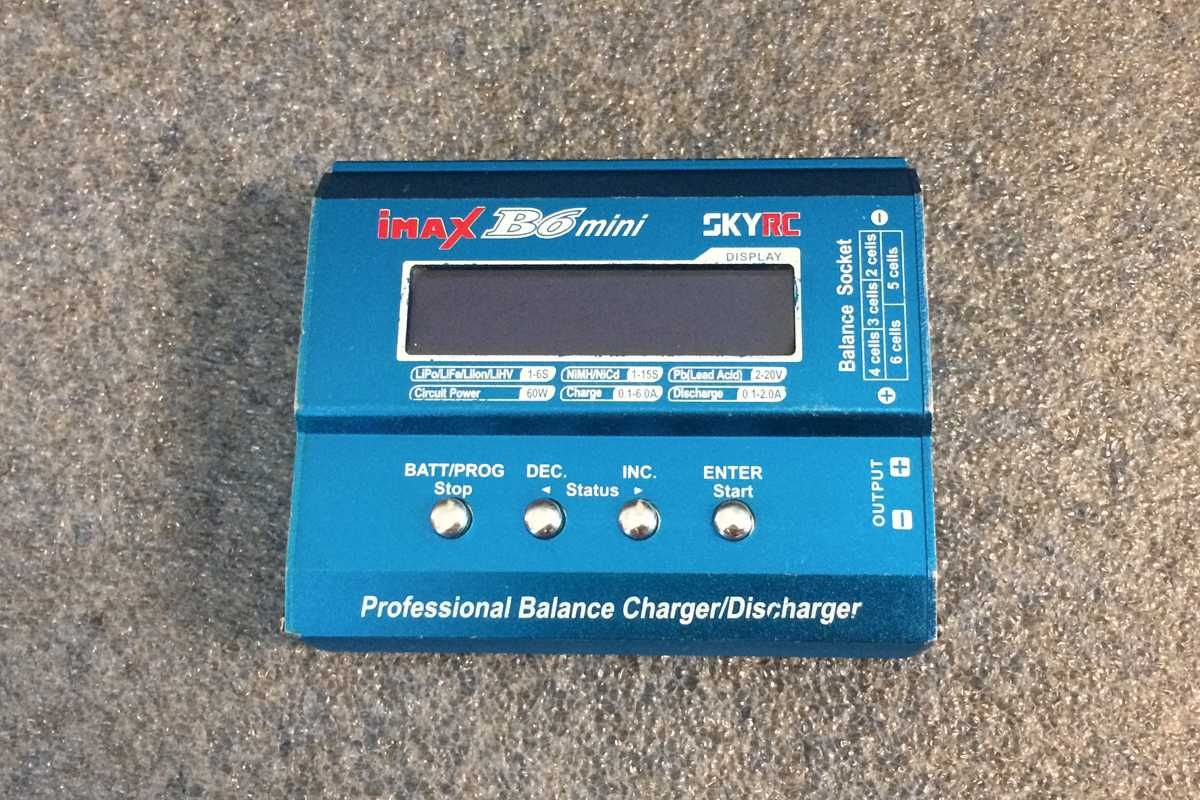 iMAX B6 mini
SKYRC
DISPLAY
LiPo/LiFe/LiIon/LiHV 1-6S
NiMH/NiCd 1-15S
Pb(Lead Acid) 2-20V
Circuit Power 60W
Charge 0.1-6.0A
Discharge 0.1-2.0A
Balance Socket
4 cells 3 cells 2 cells
6 cells 5 cells
BATT/PROG
Stop
DEC.
INC.
◄ Status ►
ENTER
Start
OUTPUT
Professional Balance Charger/Discharger